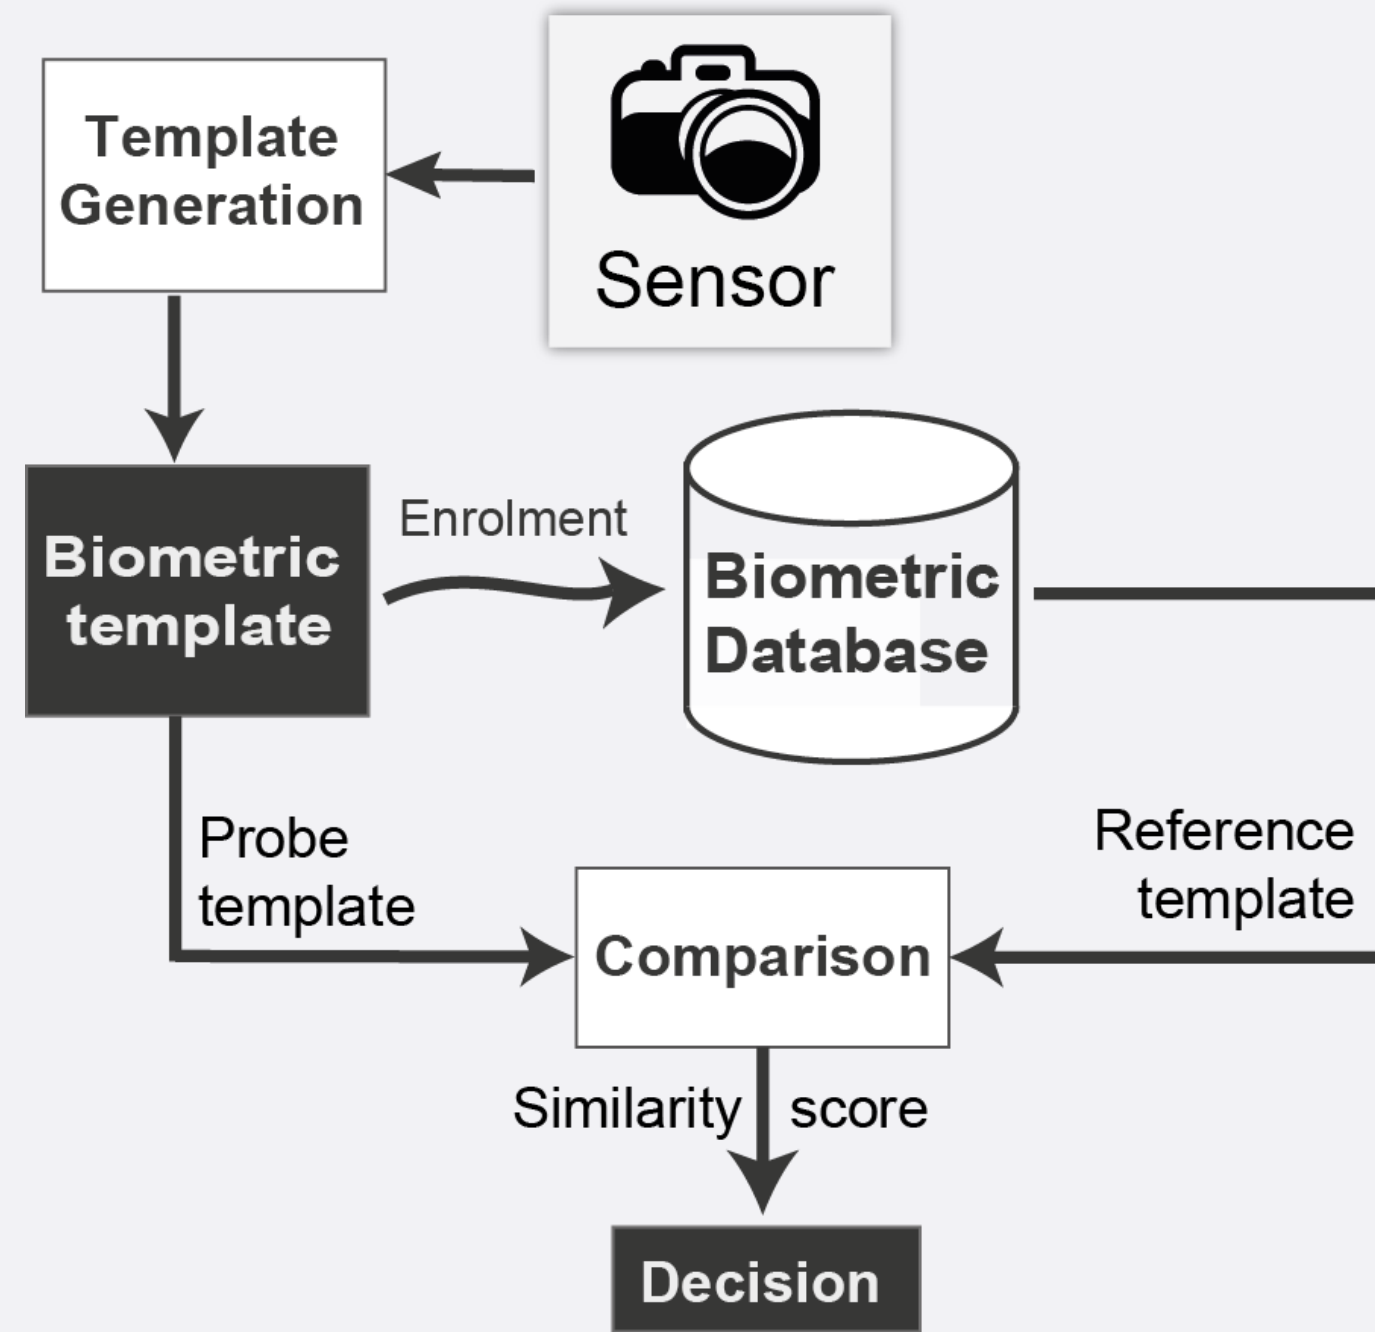 Template
Generation
Sensor
Biometric
template
Enrolment
Biometric
Database
Probe
template
Reference
template
Comparison
Similarity score
Decision